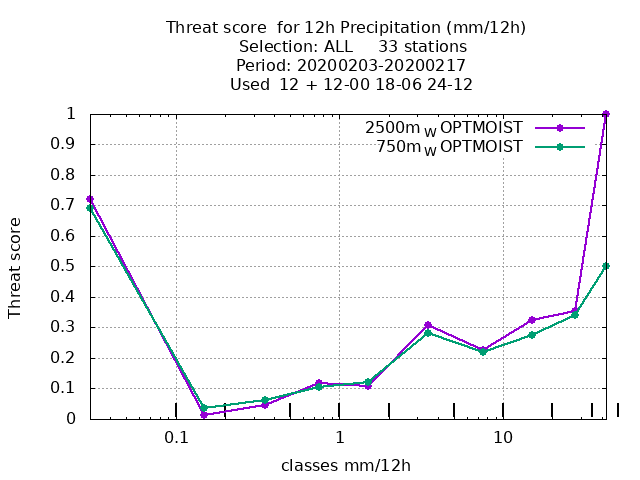 Threat score  for 12h Precipitation (mm/12h)
Selection: ALL     33 stations
Period: 20200203-20200217
Used  12 + 12-00 18-06 24-12
2500m W OPTMOIST
750m W OPTMOIST
1
0.9
0.8
0.7
0.6
0.5
0.4
0.3
0.2
0.1
0
Threat score
0.1 1 10
classes mm/12h